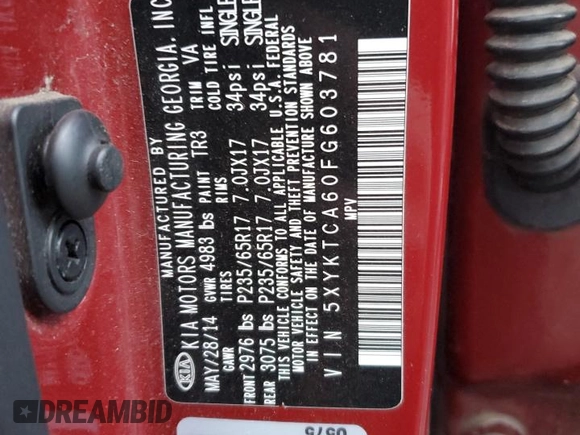 KIA
KIA MOTORS MANUFACTURING GEORGIA, INC
MAY/28/14 GVWR 4983 lbs PAINT TR3 TRIM VA
GAWR RIMS COLD TIRE INFL
FRONT 2976 lbs P235/65R17 7.0JX17 34psi SINGLE
REAR 3075 lbs P235/65R17 7.0JX17 34psi SINGLE
THIS VEHICLE CONFORMS TO ALL APPLICABLE U.S.A. FEDERAL
MOTOR VEHICLE SAFETY AND THEFT PREVENTION STANDARDS
IN EFFECT ON THE DATE OF MANUFACTURE SHOWN ABOVE
MPV
VIN 5XYKTCA60FG603781
0575
DREAMBID